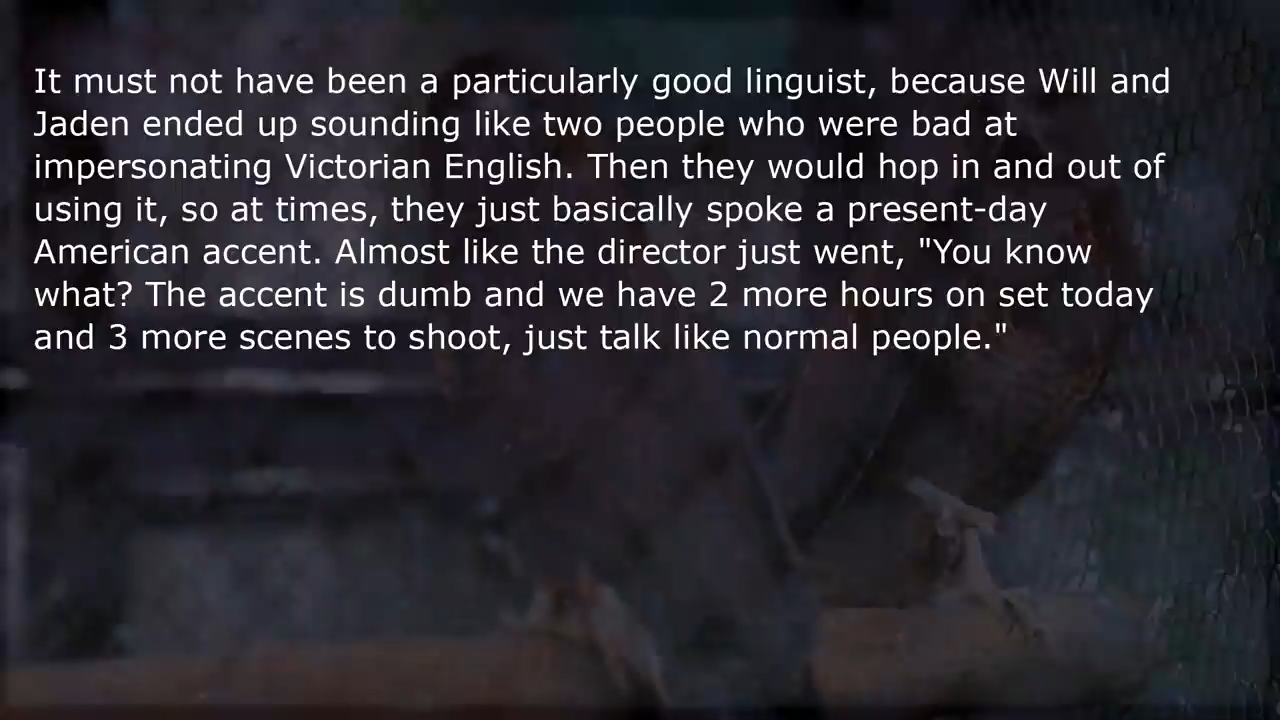 It must not have been a particularly good linguist, because Will and
Jaden ended up sounding like two people who were bad at
impersonating Victorian English. Then they would hop in and out of
using it, so at times, they just basically spoke a present-day
American accent. Almost like the director just went, "You know
what? The accent is dumb and we have 2 more hours on set today
and 3 more scenes to shoot, just talk like normal people."